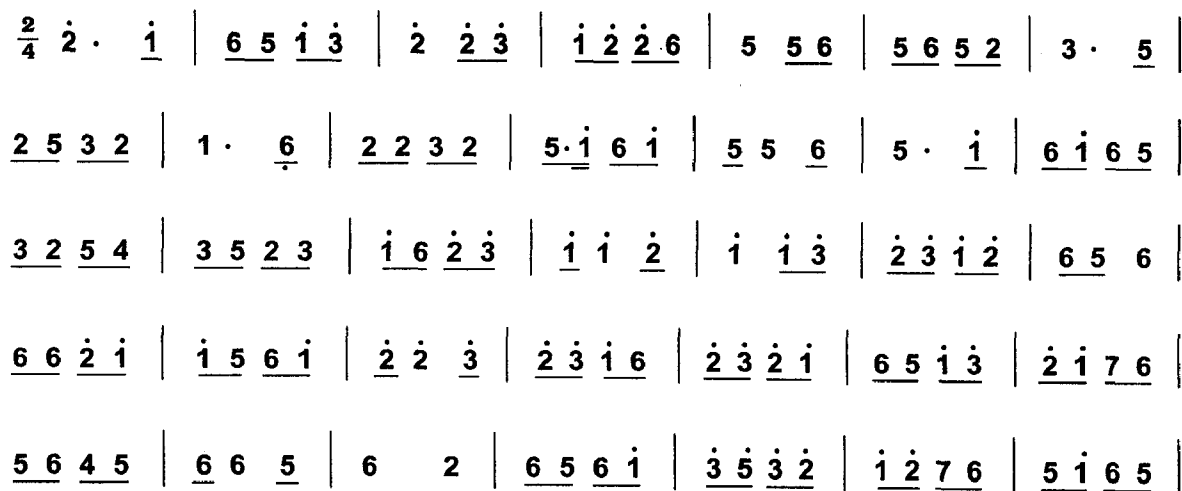 2/4 2̇ · 1̇ | 6 5 1̇ 3̇ | 2̇ 2̇ 3̇ | 1̇ 2̇ 2̇ 6 | 5 5 6 | 5 6 5 2 | 3 · 5 |
2 5 3 2 | 1 · 6̣ | 2 2 3 2 | 5 · 1̇ 6 1̇ | 5 5 6 | 5 · 1̇ | 6 1̇ 6 5 |
3 2 5 4 | 3 5 2 3 | 1̇ 6 2̇ 3̇ | 1̇ 1̇ 2̇ | 1̇ 1̇ 3̇ | 2̇ 3̇ 1̇ 2̇ | 6 5 6 |
6 6 2̇ 1̇ | 1̇ 5 6 1̇ | 2̇ 2̇ 3̇ | 2̇ 3̇ 1̇ 6 | 2̇ 3̇ 2̇ 1̇ | 6 5 1̇ 3̇ | 2̇ 1̇ 7 6 |
5 6 4 5 | 6 6 5 | 6 2 | 6 5 6 1̇ | 3̇ 5̇ 3̇ 2̇ | 1̇ 2̇ 7 6 | 5 1̇ 6 5 |